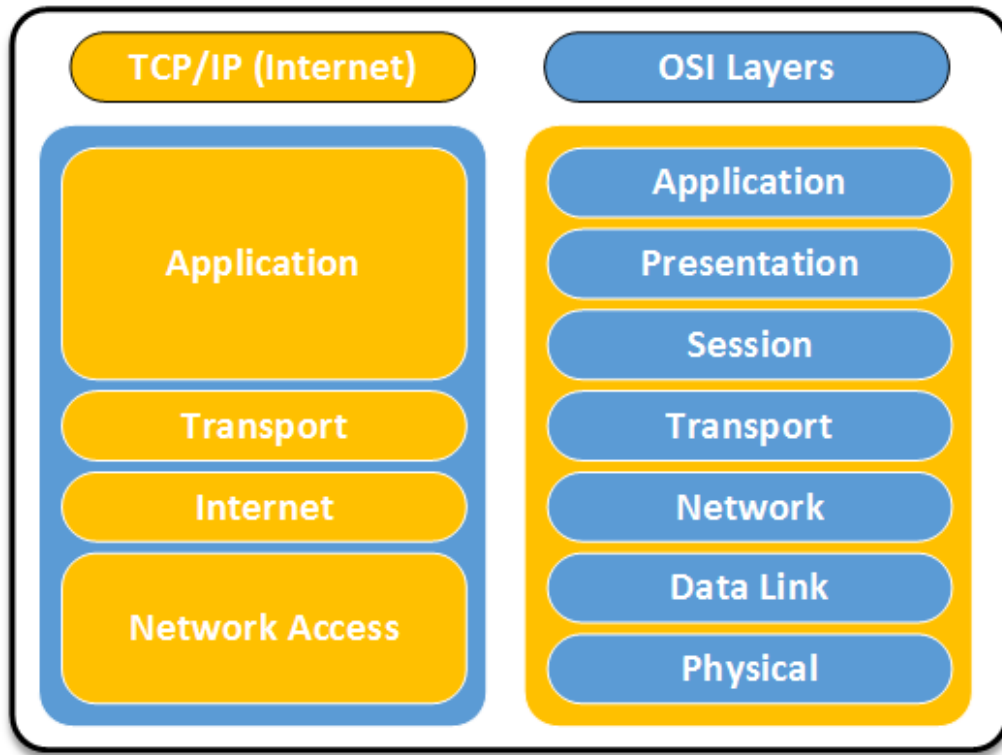 TCP/IP (Internet)
Application
Transport
Internet
Network Access
OSI Layers
Application
Presentation
Session
Transport
Network
Data Link
Physical